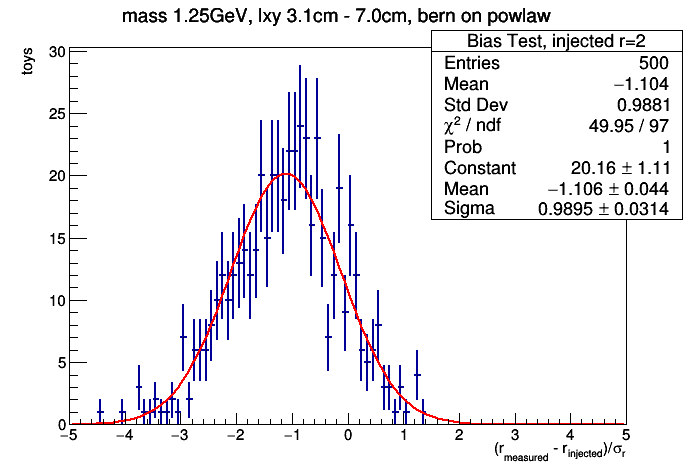 mass 1.25GeV, lxy 3.1cm - 7.0cm, bern on powlaw
toys
Bias Test, injected r=2
Entries 500
Mean −1.104
Std Dev 0.9881
χ² / ndf 49.95 / 97
Prob 1
Constant 20.16 ± 1.11
Mean −1.106 ± 0.044
Sigma 0.9895 ± 0.0314
30
25
20
15
10
5
0
−5 −4 −3 −2 −1 0 1 2 3 4 5
(r_measured - r_injected)/σ_r